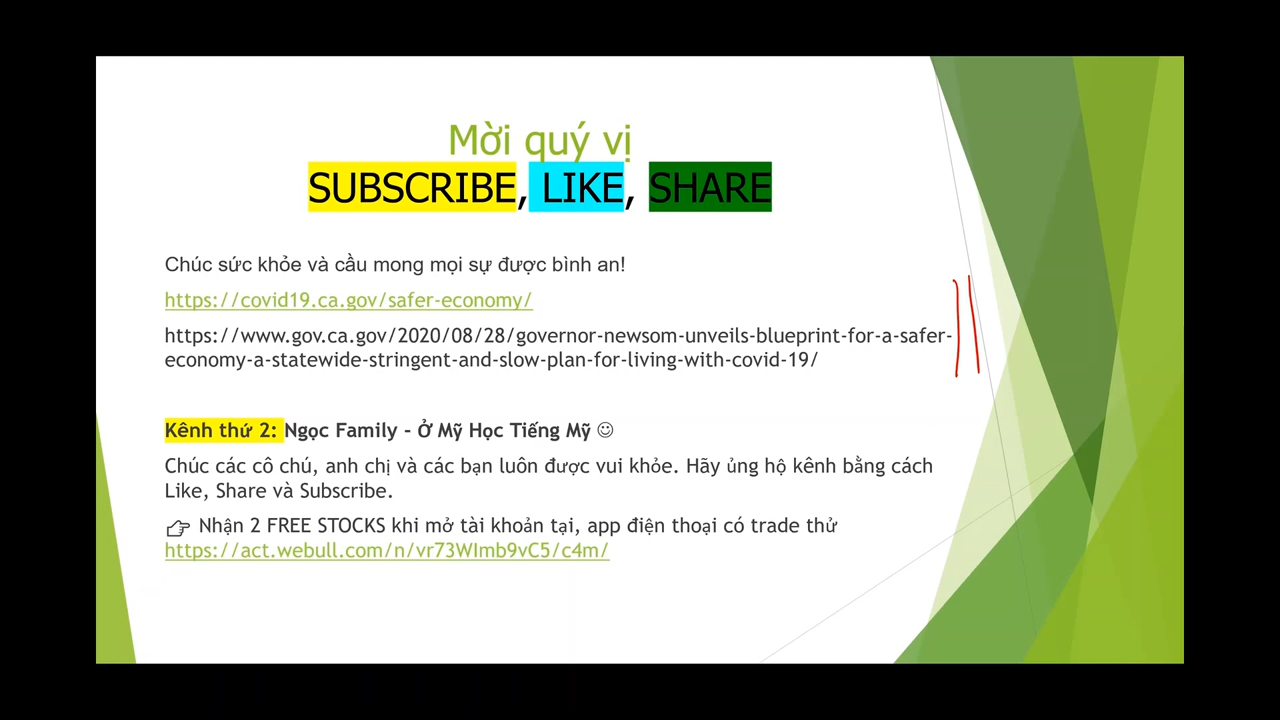 Mời quý vị
SUBSCRIBE, LIKE, SHARE
Chúc sức khỏe và cầu mong mọi sự được bình an!
https://covid19.ca.gov/safer-economy/
https://www.gov.ca.gov/2020/08/28/governor-newsom-unveils-blueprint-for-a-safer-
economy-a-statewide-stringent-and-slow-plan-for-living-with-covid-19/
Kênh thứ 2: Ngọc Family - Ở Mỹ Học Tiếng Mỹ ☺
Chúc các cô chú, anh chị và các bạn luôn được vui khỏe. Hãy ủng hộ kênh bằng cách
Like, Share và Subscribe.
👉 Nhận 2 FREE STOCKS khi mở tài khoản tại, app điện thoại có trade thử
https://act.webull.com/n/vr73WImb9vC5/c4m/